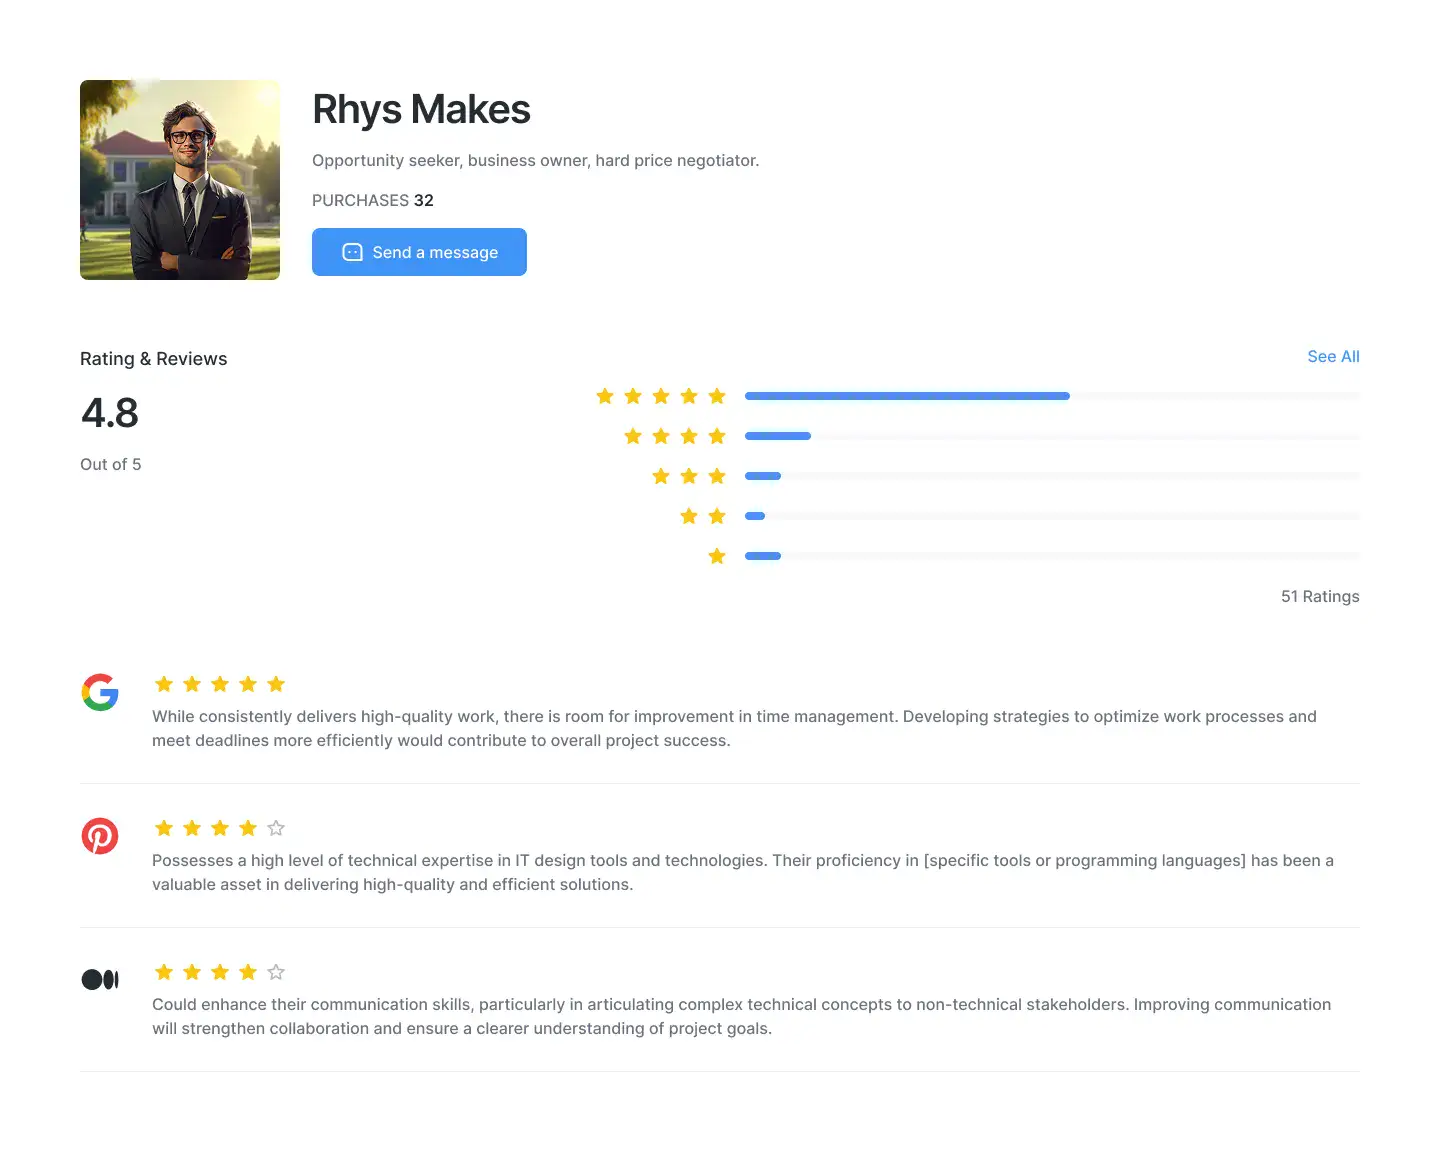 Rhys Makes
Opportunity seeker, business owner, hard price negotiator.
PURCHASES 32
Send a message
Rating & Reviews
See All
4.8
Out of 5
51 Ratings
While consistently delivers high-quality work, there is room for improvement in time management. Developing strategies to optimize work processes and
meet deadlines more efficiently would contribute to overall project success.
Possesses a high level of technical expertise in IT design tools and technologies. Their proficiency in [specific tools or programming languages] has been a
valuable asset in delivering high-quality and efficient solutions.
Could enhance their communication skills, particularly in articulating complex technical concepts to non-technical stakeholders. Improving communication
will strengthen collaboration and ensure a clearer understanding of project goals.